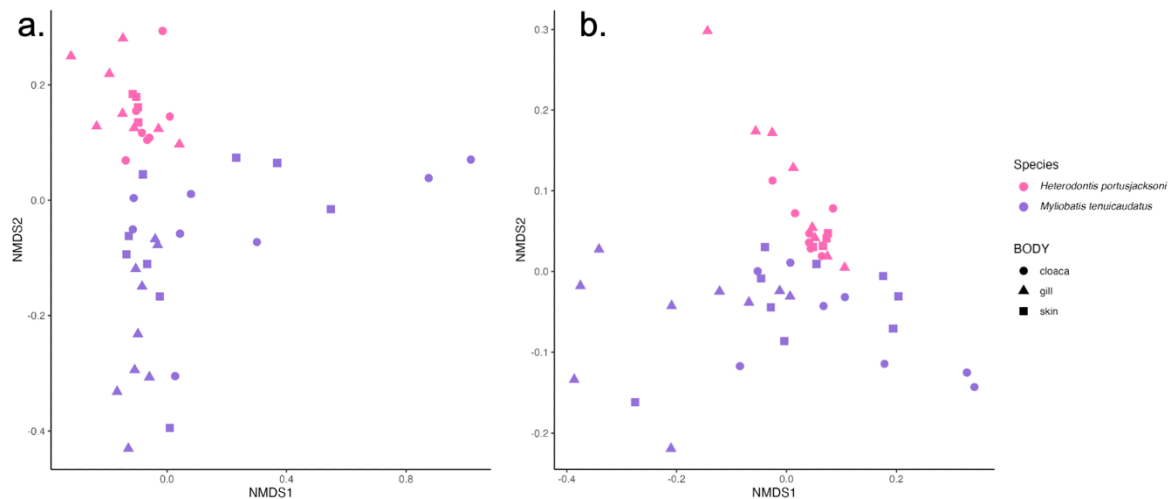 a.
b.
0.2
0.0
-0.2
-0.4
NMDS2
0.0
0.4
0.8
NMDS1
0.3
0.2
0.1
0.0
-0.1
-0.2
NMDS2
-0.4
-0.2
0.0
0.2
NMDS1
Species
Heterodontis portusjacksoni
Myliobatis tenuicaudatus
BODY
cloaca
gill
skin